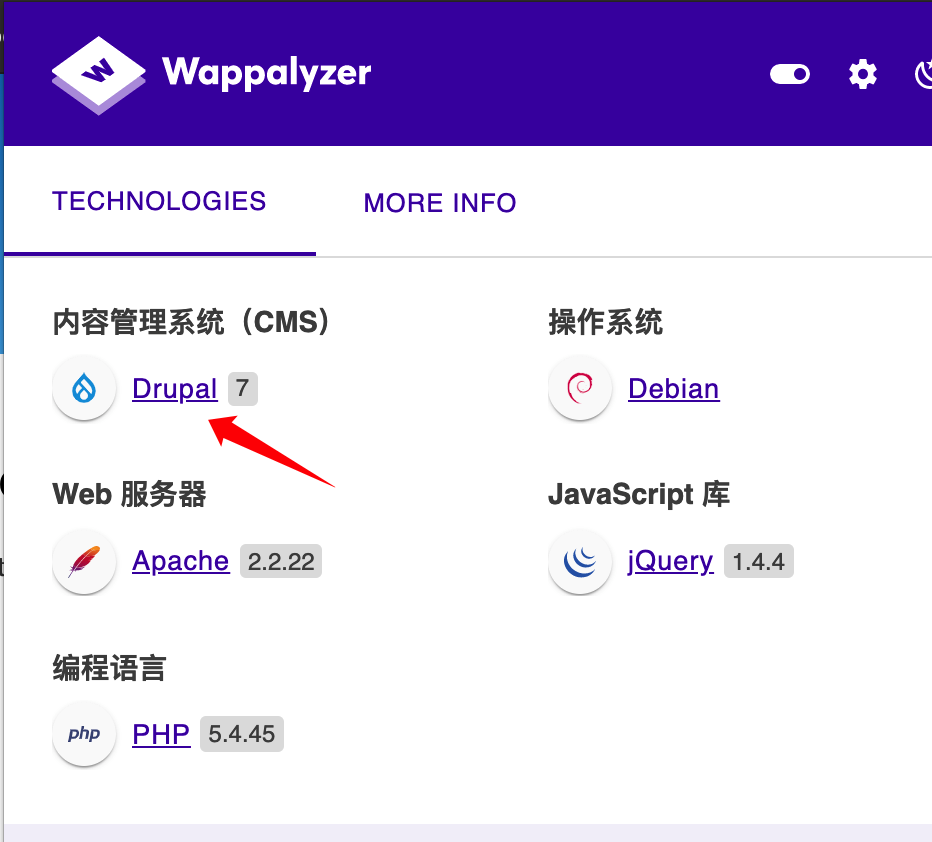 Wappalyzer
TECHNOLOGIES
MORE INFO
内容管理系统（CMS）
Drupal 7
操作系统
Debian
Web 服务器
Apache 2.2.22
JavaScript 库
jQuery 1.4.4
编程语言
php PHP 5.4.45